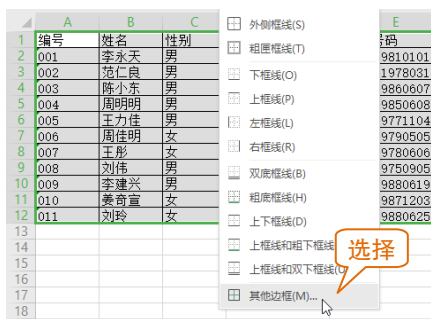 A B C E
1 编号 姓名 性别 号码
2 001 李永天 男 9810101
3 002 范仁良 男 1978031
4 003 陈小东 男 9860607
5 004 周明明 男 9850608
6 005 王力佳 男 9771104
7 006 周佳明 女 9790505
8 007 王彤 女 9780606
9 008 刘伟 男 9750905
10 009 李建兴 男 9880619
11 010 姜奇宣 女 9871203
12 011 刘玲 女 9880625
13
14
15
16
17
18
外侧框线(S)
粗匣框线(T)
下框线(O)
上框线(P)
左框线(L)
右框线(R)
双底框线(B)
粗底框线(H)
上下框线(D)
上框线和粗下框线
上框线和双下框线(U
其他边框(M)...
选择